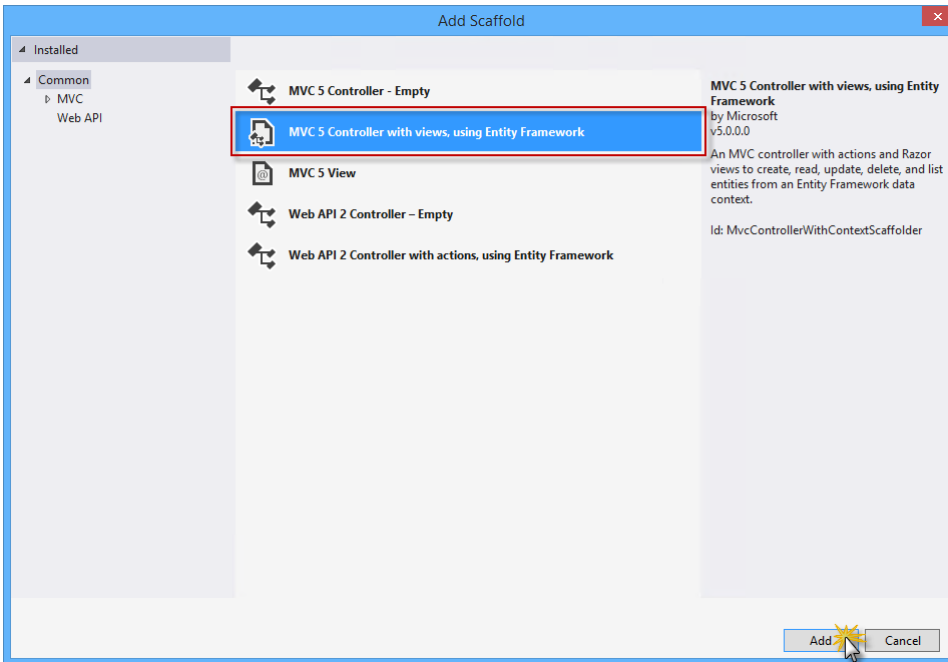 Add Scaffold
Installed
Common
MVC
Web API
MVC 5 Controller - Empty
MVC 5 Controller with views, using Entity Framework
MVC 5 View
Web API 2 Controller – Empty
Web API 2 Controller with actions, using Entity Framework
MVC 5 Controller with views, using Entity
Framework
by Microsoft
v5.0.0.0
An MVC controller with actions and Razor
views to create, read, update, delete, and list
entities from an Entity Framework data
context.
Id: MvcControllerWithContextScaffolder
Add
Cancel